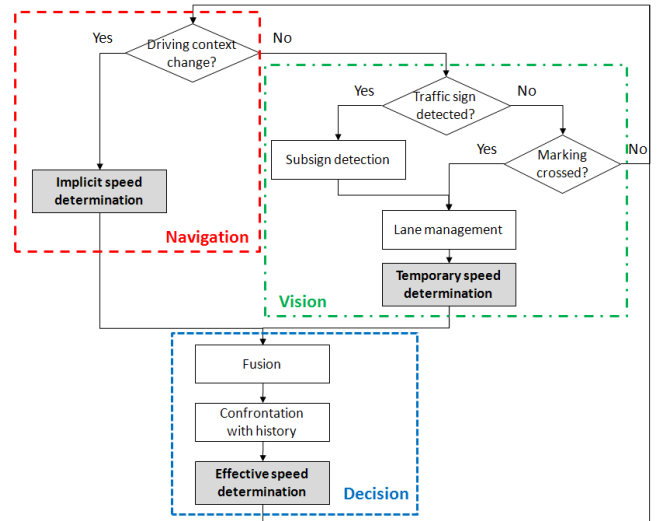 Yes
Driving context
change?
No
Yes
Traffic sign
detected?
No
Subsign detection
Yes
Marking
crossed?
No
Implicit speed
determination
Navigation
Lane management
Temporary speed
determination
Vision
Fusion
Confrontation
with history
Effective speed
determination
Decision